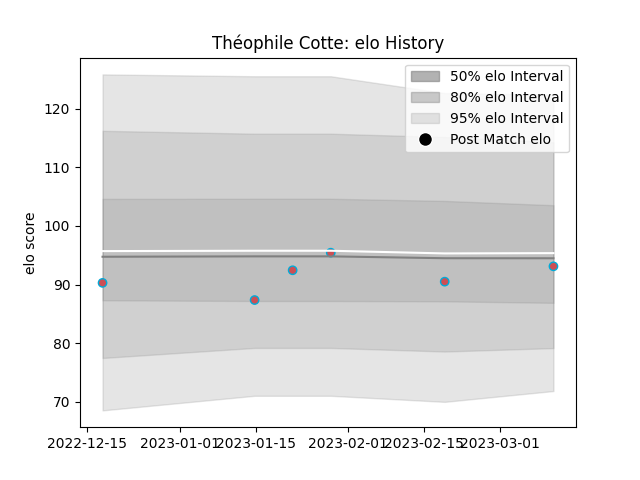 Théophile Cotte: elo History
50% elo Interval
80% elo Interval
95% elo Interval
Post Match elo
elo score
120
110
100
90
80
70
2022-12-15 2023-01-01 2023-01-15 2023-02-01 2023-02-15 2023-03-01